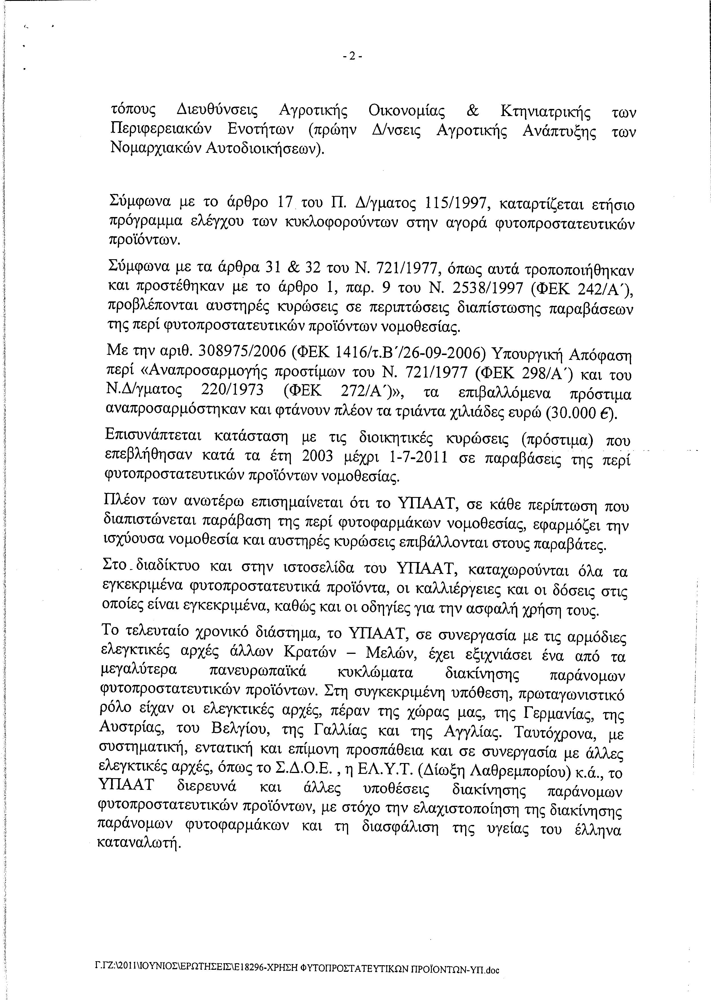 - 2 -
τόπους Διευθύνσεις Αγροτικής Οικονομίας & Κτηνιατρικής των
Περιφερειακών Ενοτήτων (πρώην Δ/νσεις Αγροτικής Ανάπτυξης των
Νομαρχιακών Αυτοδιοικήσεων).
Σύμφωνα με το άρθρο 17 του Π. Δ/γματος 115/1997, καταρτίζεται ετήσιο
πρόγραμμα ελέγχου των κυκλοφορούντων στην αγορά φυτοπροστατευτικών
προϊόντων.
Σύμφωνα με τα άρθρα 31 & 32 του Ν. 721/1977, όπως αυτά τροποποιήθηκαν
και προστέθηκαν με το άρθρο 1, παρ. 9 του Ν. 2538/1997 (ΦΕΚ 242/Α΄),
προβλέπονται αυστηρές κυρώσεις σε περιπτώσεις διαπίστωσης παραβάσεων
της περί φυτοπροστατευτικών προϊόντων νομοθεσίας.
Με την αριθ. 308975/2006 (ΦΕΚ 1416/τ.Β΄/26-09-2006) Υπουργική Απόφαση
περί «Αναπροσαρμογής προστίμων του Ν. 721/1977 (ΦΕΚ 298/Α΄) και του
Ν.Δ/γματος 220/1973 (ΦΕΚ 272/Α΄)», τα επιβαλλόμενα πρόστιμα
αναπροσαρμόστηκαν και φτάνουν πλέον τα τριάντα χιλιάδες ευρώ (30.000 €).
Επισυνάπτεται κατάσταση με τις διοικητικές κυρώσεις (πρόστιμα) που
επεβλήθησαν κατά τα έτη 2003 μέχρι 1-7-2011 σε παραβάσεις της περί
φυτοπροστατευτικών προϊόντων νομοθεσίας.
Πλέον των ανωτέρω επισημαίνεται ότι το ΥΠΑΑΤ, σε κάθε περίπτωση που
διαπιστώνεται παράβαση της περί φυτοφαρμάκων νομοθεσίας, εφαρμόζει την
ισχύουσα νομοθεσία και αυστηρές κυρώσεις επιβάλλονται στους παραβάτες.
Στο διαδίκτυο και στην ιστοσελίδα του ΥΠΑΑΤ, καταχωρούνται όλα τα
εγκεκριμένα φυτοπροστατευτικά προϊόντα, οι καλλιέργειες και οι δόσεις στις
οποίες είναι εγκεκριμένα, καθώς και οι οδηγίες για την ασφαλή χρήση τους.
Το τελευταίο χρονικό διάστημα, το ΥΠΑΑΤ, σε συνεργασία με τις αρμόδιες
ελεγκτικές αρχές άλλων Κρατών – Μελών, έχει εξιχνιάσει ένα από τα
μεγαλύτερα πανευρωπαϊκά κυκλώματα διακίνησης παράνομων
φυτοπροστατευτικών προϊόντων. Στη συγκεκριμένη υπόθεση, πρωταγωνιστικό
ρόλο είχαν οι ελεγκτικές αρχές, πέραν της χώρας μας, της Γερμανίας, της
Αυστρίας, του Βελγίου, της Γαλλίας και της Αγγλίας. Ταυτόχρονα, με
συστηματική, εντατική και επίμονη προσπάθεια και σε συνεργασία με άλλες
ελεγκτικές αρχές, όπως το Σ.Δ.Ο.Ε. , η ΕΛ.Υ.Τ. (Δίωξη Λαθρεμπορίου) κ.ά., το
ΥΠΑΑΤ διερευνά και άλλες υποθέσεις διακίνησης παράνομων
φυτοπροστατευτικών προϊόντων, με στόχο την ελαχιστοποίηση της διακίνησης
παράνομων φυτοφαρμάκων και τη διασφάλιση της υγείας του έλληνα
καταναλωτή.
Γ.ΓΖ:\2011\ΙΟΥΝΙΟΣ\ΕΡΩΤΗΣΕΙΣ\Ε18296-ΧΡΗΣΗ ΦΥΤΟΠΡΟΣΤΑΤΕΥΤΙΚΩΝ ΠΡΟΪΟΝΤΩΝ-ΥΠ.doc